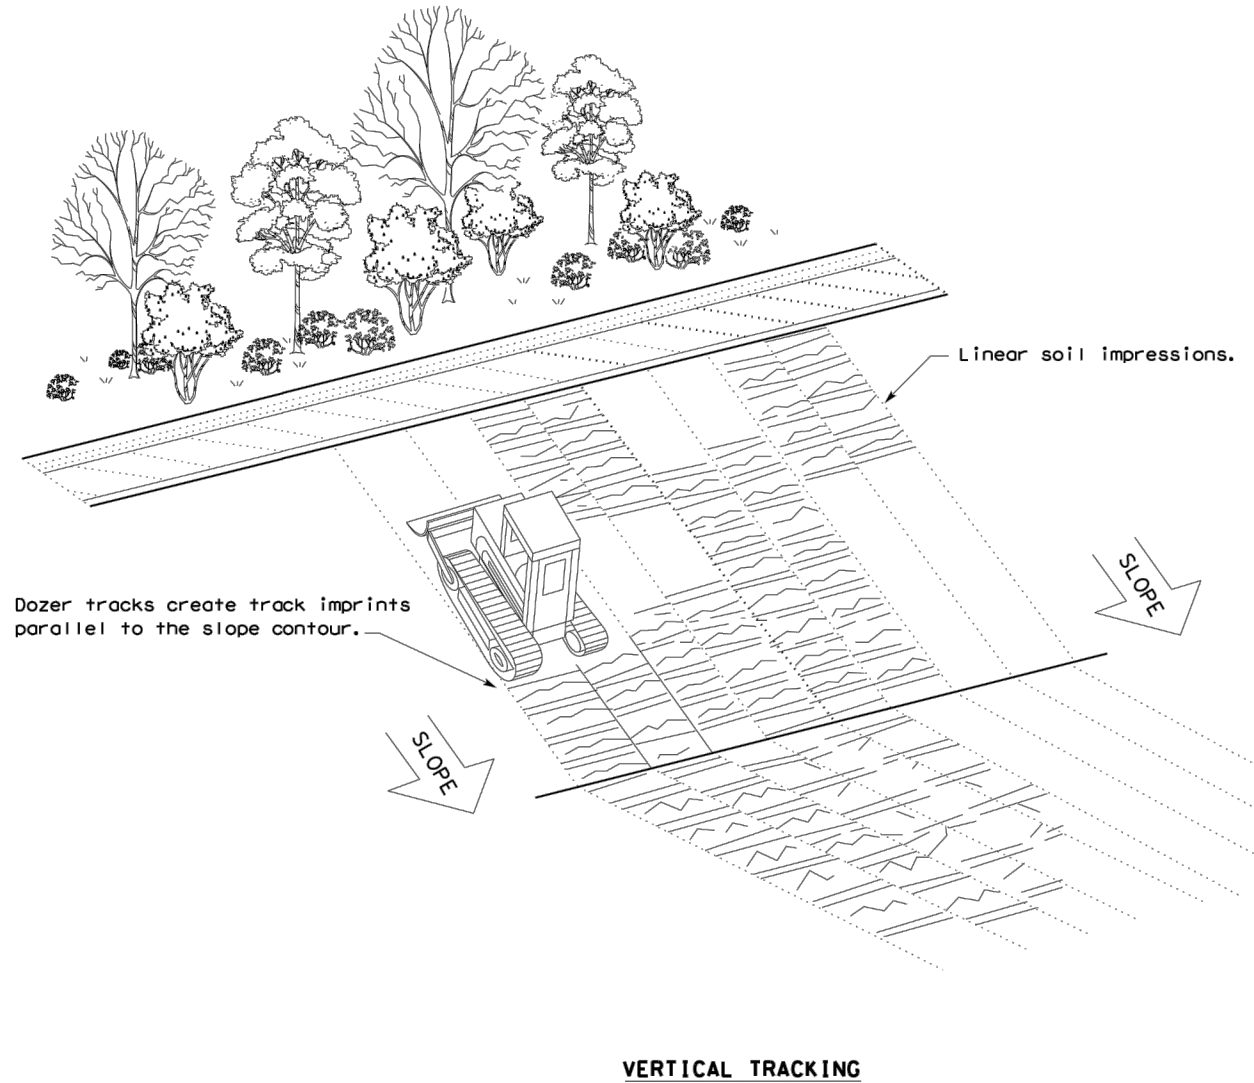 Linear soil impressions.
SLOPE
Dozer tracks create track imprints
parallel to the slope contour.
SLOPE
VERTICAL TRACKING